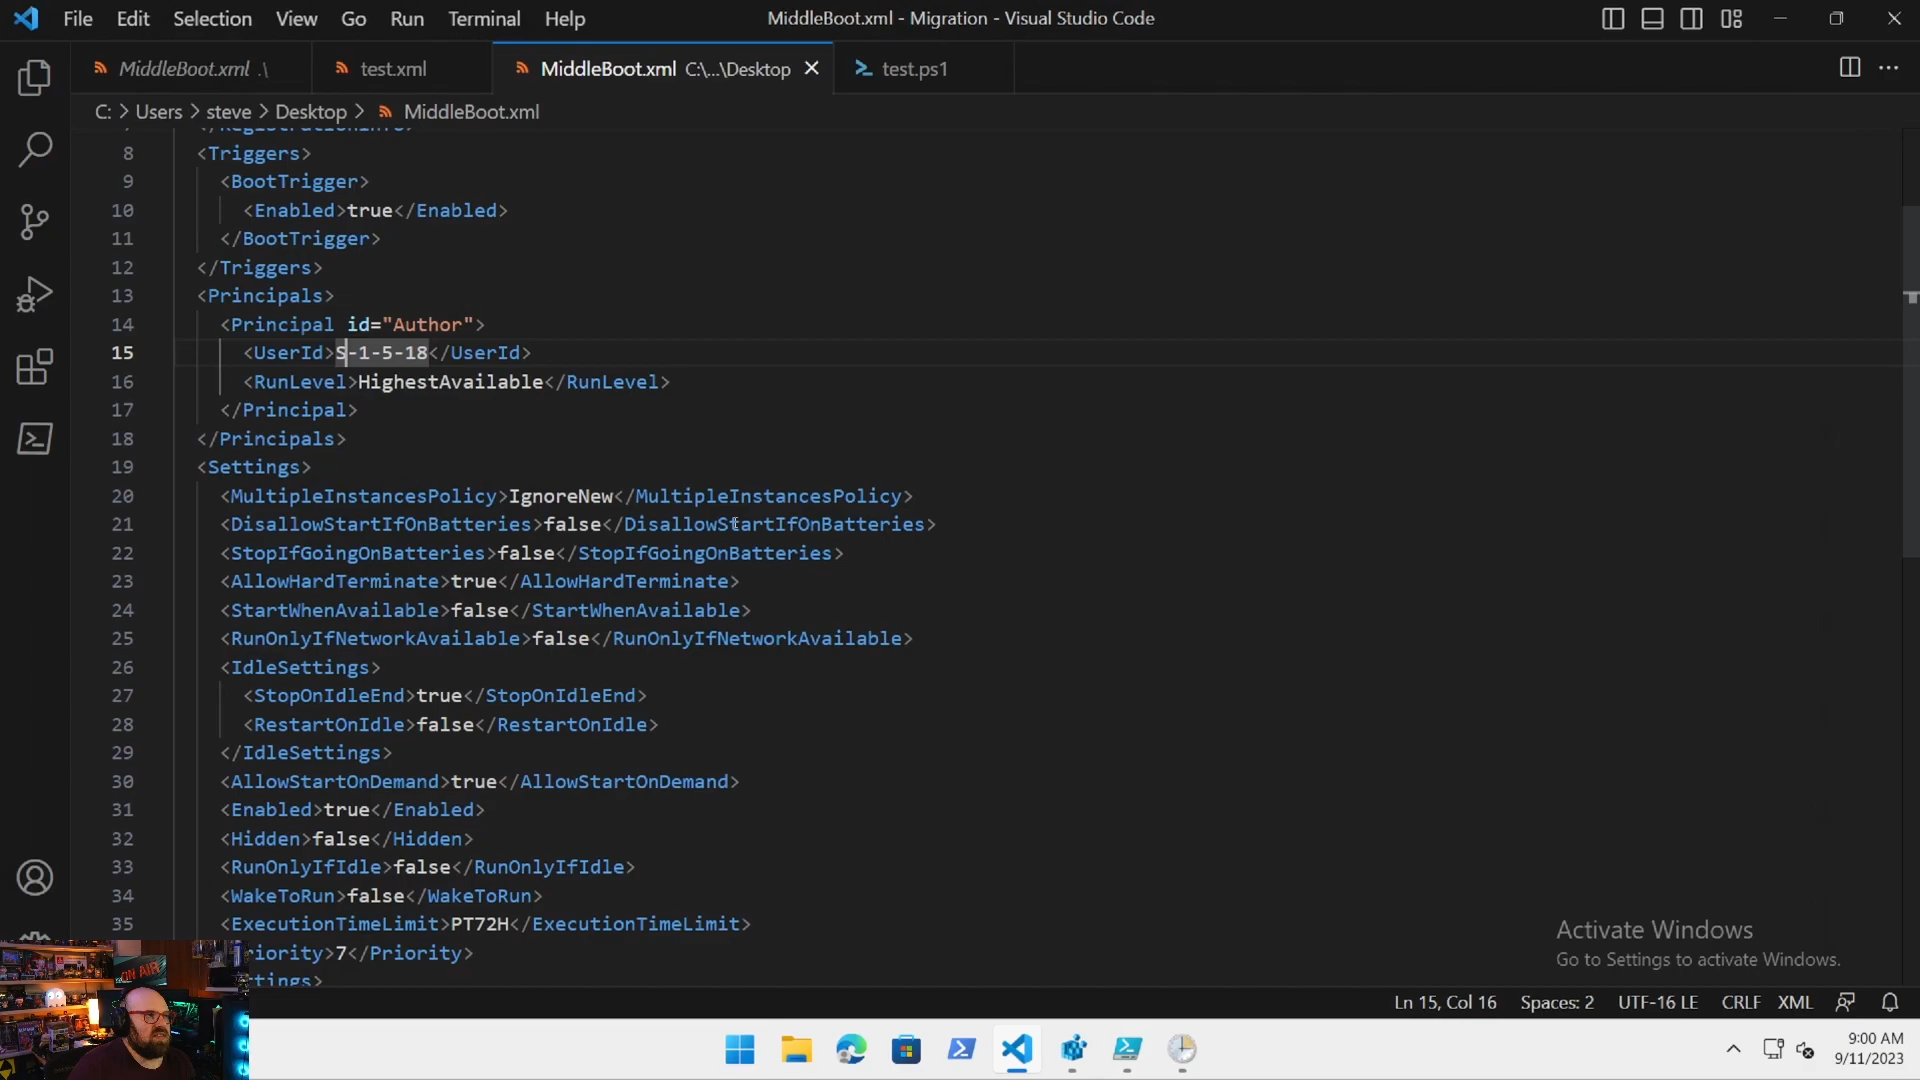 File Edit Selection View Go Run Terminal Help
MiddleBoot.xml - Migration - Visual Studio Code
MiddleBoot.xml .\ test.xml MiddleBoot.xml C:\...\Desktop test.ps1
C: > Users > steve > Desktop > MiddleBoot.xml
8 <Triggers>
9 <BootTrigger>
10 <Enabled>true</Enabled>
11 </BootTrigger>
12 </Triggers>
13 <Principals>
14 <Principal id="Author">
15 <UserId>S-1-5-18</UserId>
16 <RunLevel>HighestAvailable</RunLevel>
17 </Principal>
18 </Principals>
19 <Settings>
20 <MultipleInstancesPolicy>IgnoreNew</MultipleInstancesPolicy>
21 <DisallowStartIfOnBatteries>false</DisallowStartIfOnBatteries>
22 <StopIfGoingOnBatteries>false</StopIfGoingOnBatteries>
23 <AllowHardTerminate>true</AllowHardTerminate>
24 <StartWhenAvailable>false</StartWhenAvailable>
25 <RunOnlyIfNetworkAvailable>false</RunOnlyIfNetworkAvailable>
26 <IdleSettings>
27 <StopOnIdleEnd>true</StopOnIdleEnd>
28 <RestartOnIdle>false</RestartOnIdle>
29 </IdleSettings>
30 <AllowStartOnDemand>true</AllowStartOnDemand>
31 <Enabled>true</Enabled>
32 <Hidden>false</Hidden>
33 <RunOnlyIfIdle>false</RunOnlyIfIdle>
34 <WakeToRun>false</WakeToRun>
35 <ExecutionTimeLimit>PT72H</ExecutionTimeLimit>
riority>7</Priority>
ttings>
Activate Windows
Go to Settings to activate Windows.
ON AIR
Ln 15, Col 16 Spaces: 2 UTF-16 LE CRLF XML
9:00 AM
9/11/2023